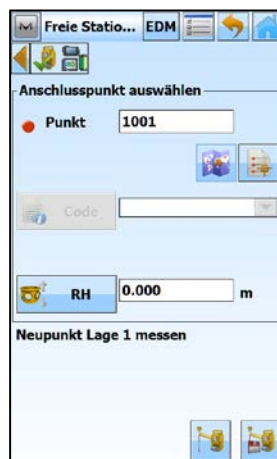 Freie Statio... EDM
Anschlusspunkt auswählen
Punkt 1001
Code
RH 0.000 m
Neupunkt Lage 1 messen